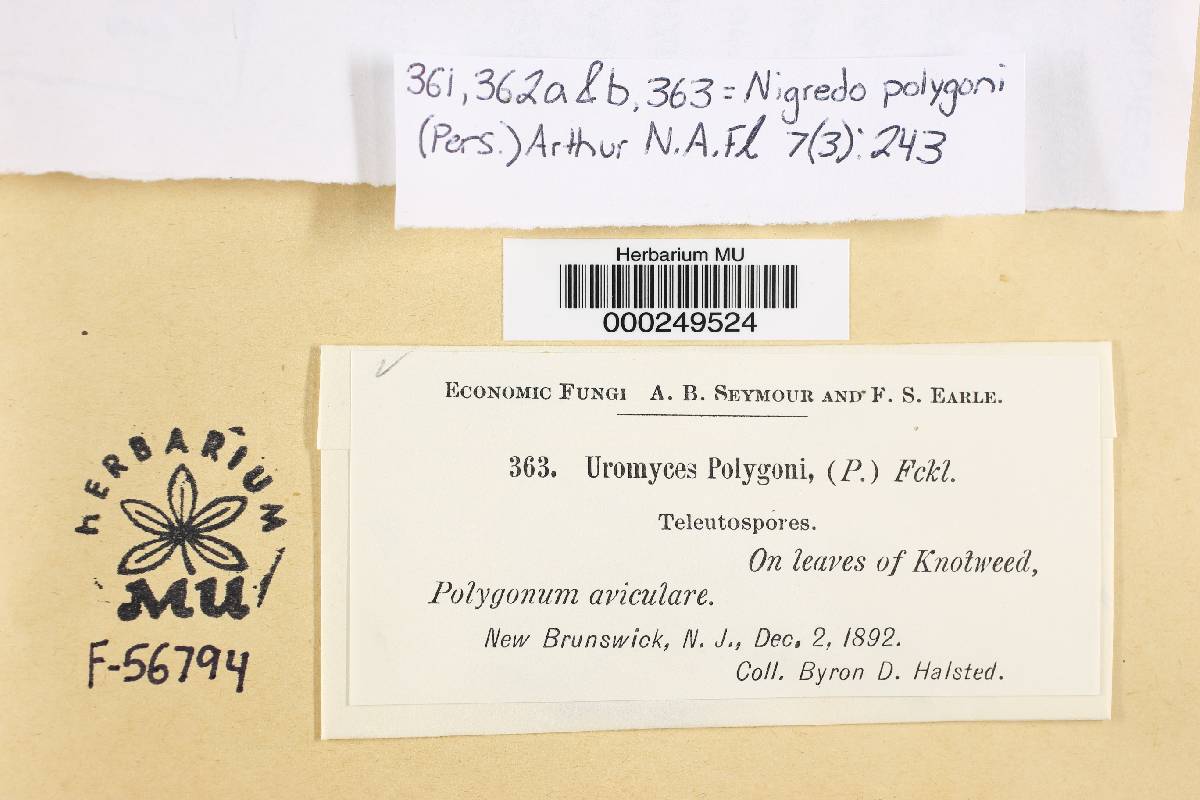 361, 362a & b, 363 = Nigredo polygoni
(Pers.) Arthur N.A.Fl 7(3): 243
Herbarium MU
000249524
ECONOMIC FUNGI A. B. SEYMOUR AND F. S. EARLE.
363. Uromyces Polygoni, (P.) Fckl.
Teleutospores.
On leaves of Knotweed,
Polygonum aviculare.
New Brunswick, N. J., Dec. 2, 1892.
Coll. Byron D. Halsted.
HERBARIUM
MU
F-56794